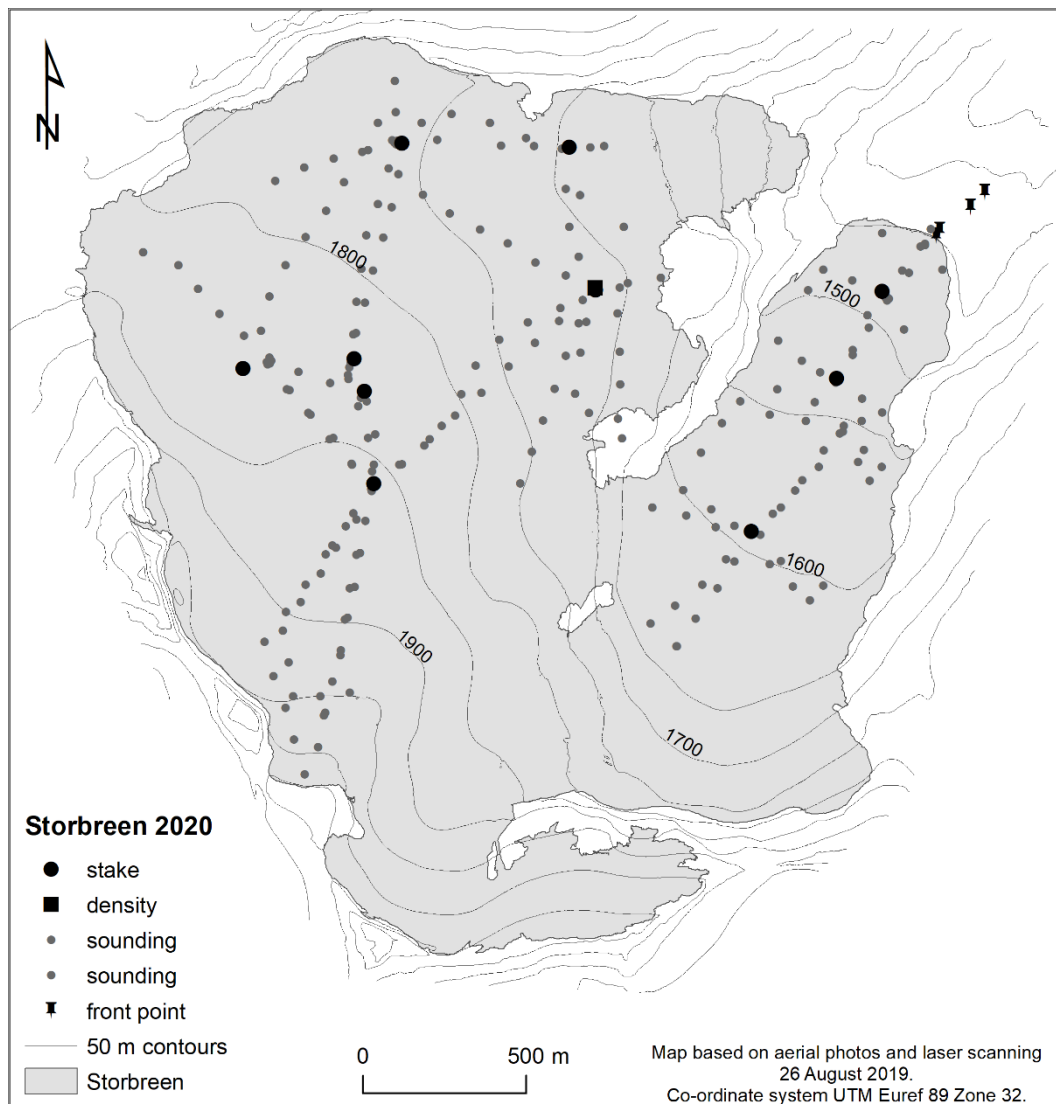 N
1800
1500
1600
1900
1700
Storbreen 2020
stake
density
sounding
sounding
front point
50 m contours
Storbreen
0 500 m
Map based on aerial photos and laser scanning
26 August 2019.
Co-ordinate system UTM Euref 89 Zone 32.